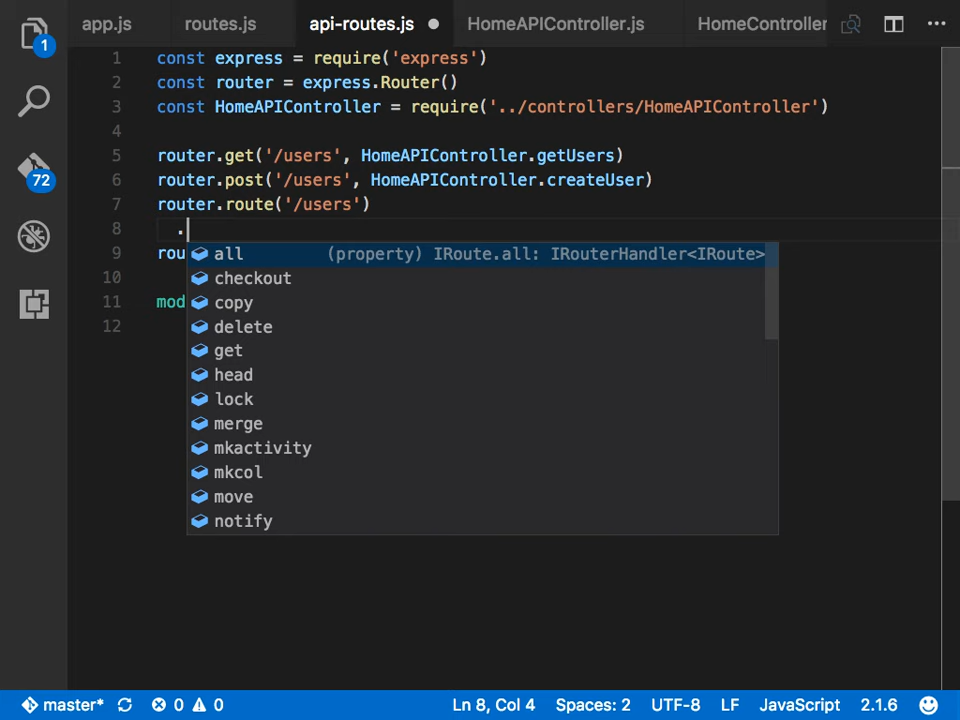 app.js routes.js api-routes.js HomeAPIController.js HomeController
1
1 const express = require('express')
2 const router = express.Router()
3 const HomeAPIController = require('../controllers/HomeAPIController')
4
5 router.get('/users', HomeAPIController.getUsers)
6 router.post('/users', HomeAPIController.createUser)
72
7 router.route('/users')
8 .
9 rou
all (property) IRoute.all: IRouterHandler<IRoute>
10
checkout
11 mod
copy
12
delete
get
head
lock
merge
mkactivity
mkcol
move
notify
master* 0 0 Ln 8, Col 4 Spaces: 2 UTF-8 LF JavaScript 2.1.6